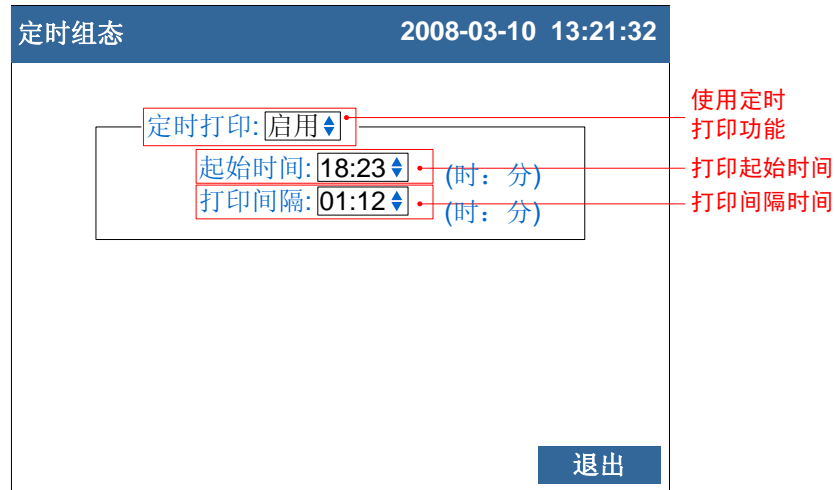 定时组态 2008-03-10 13:21:32
使用定时
打印功能
定时打印: 启用
起始时间: 18:23 (时：分)
打印起始时间
打印间隔: 01:12 (时：分)
打印间隔时间
退出